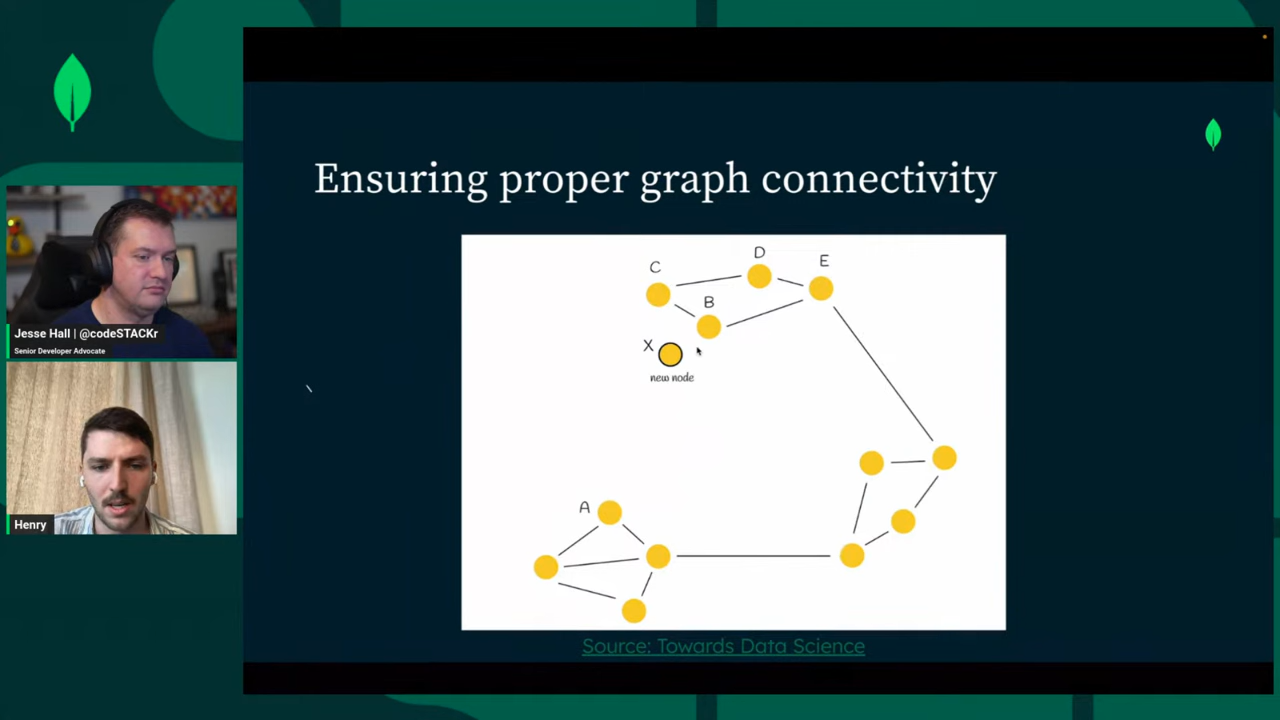 Ensuring proper graph connectivity
D
E
C
B
X
new node
A
Source: Towards Data Science
Jesse Hall | @codeSTACKr
Senior Developer Advocate
Henry